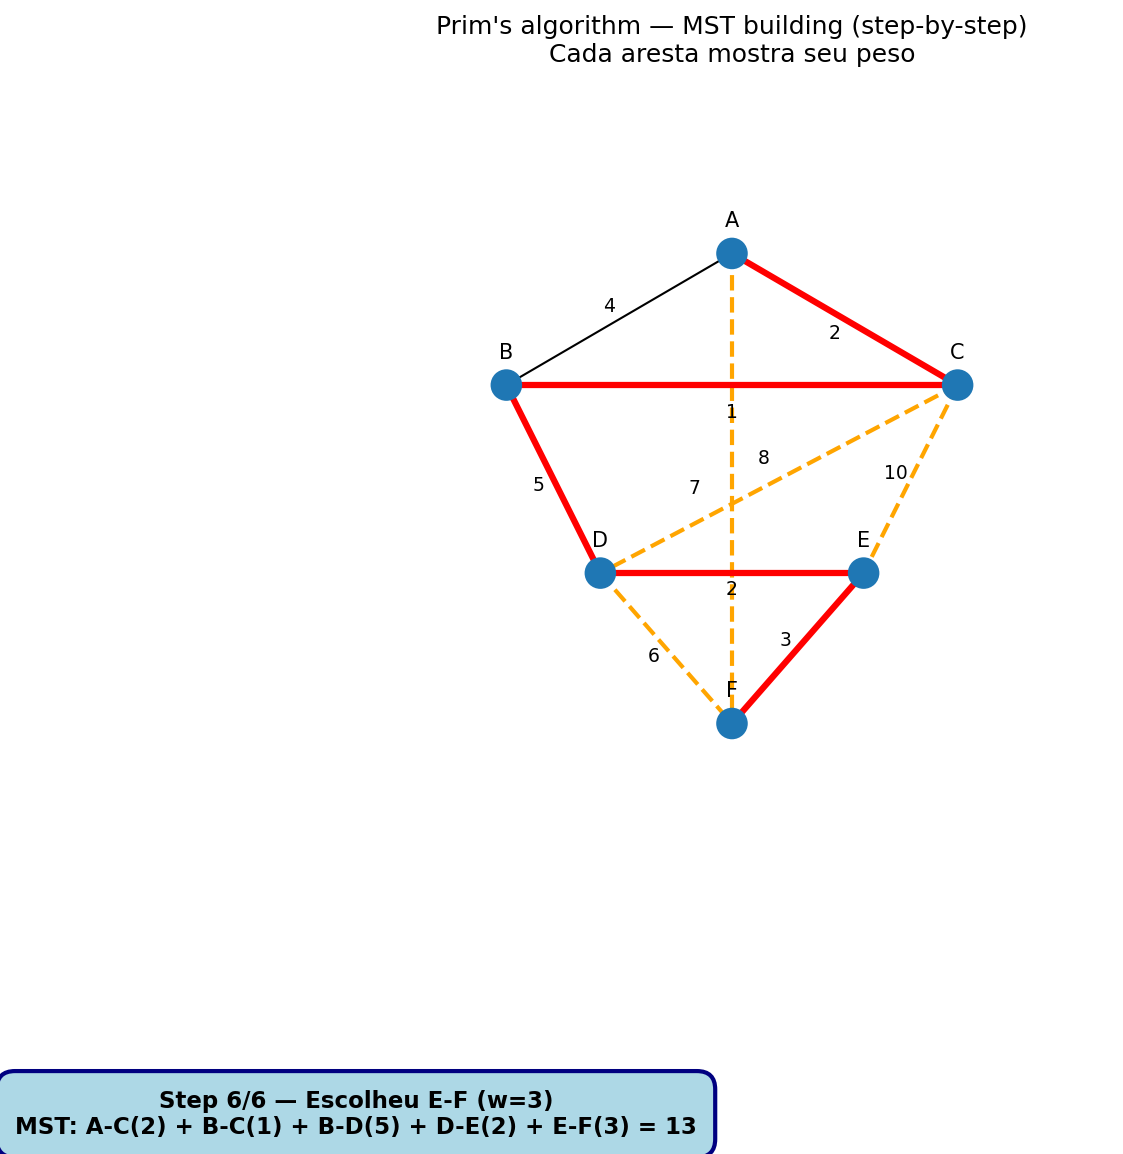 Prim's algorithm — MST building (step-by-step)
Cada aresta mostra seu peso
A
4
2
B
C
1
8
10
7
5
D
E
2
3
6
F
Step 6/6 — Escolheu E-F (w=3)
MST: A-C(2) + B-C(1) + B-D(5) + D-E(2) + E-F(3) = 13